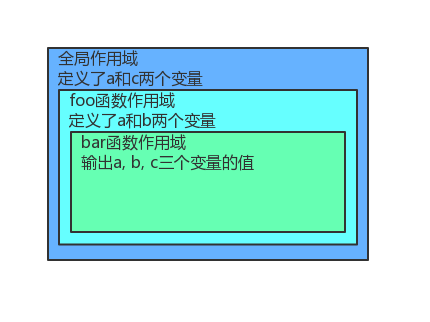 全局作用域
定义了a和c两个变量
foo函数作用域
定义了a和b两个变量
bar函数作用域
输出a, b, c三个变量的值